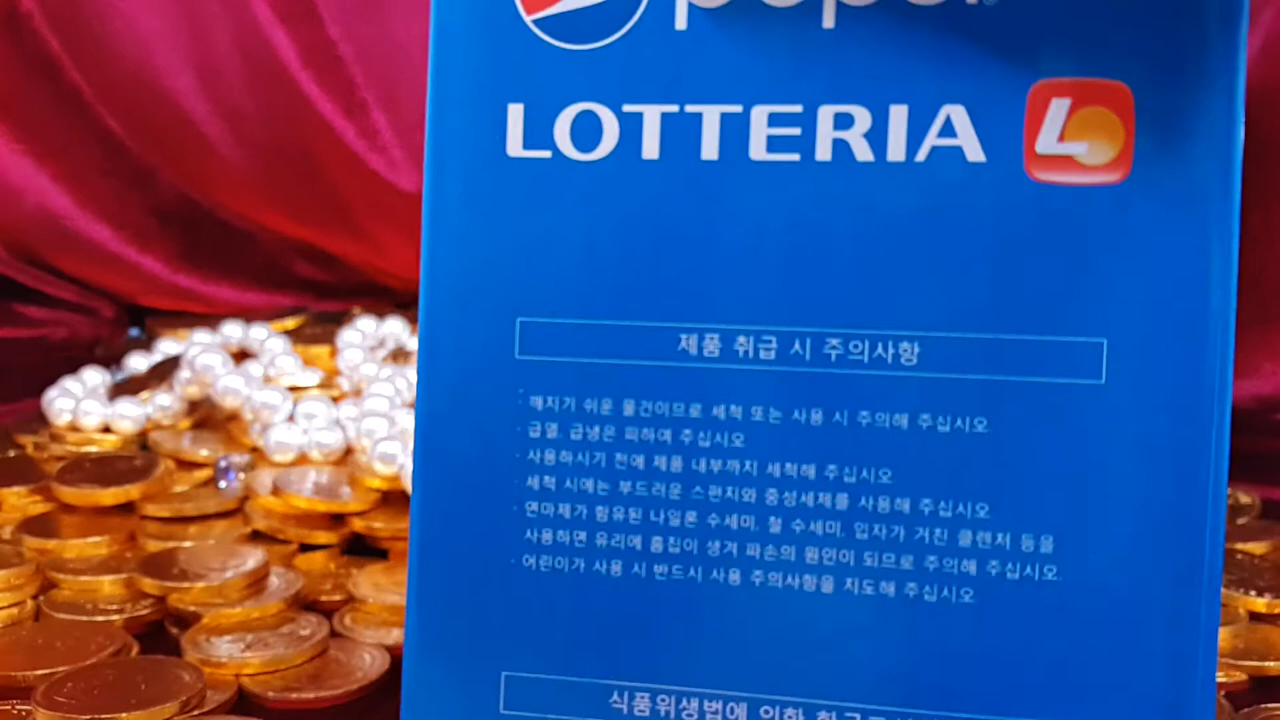 pepsi
LOTTERIA
제품 취급 시 주의사항
· 깨지기 쉬운 물건이므로 세척 또는 사용 시 주의해 주십시오
· 급열, 급냉은 피하여 주십시오
· 사용하시기 전에 제품 내부까지 세척해 주십시오
· 세척 시에는 부드러운 스펀지와 중성세제를 사용해 주십시오
· 연마제가 함유된 나일론 수세미, 철 수세미, 입자가 거친 클렌저 등을
사용하면 유리에 흠집이 생겨 파손의 원인이 되므로 주의해 주십시오.
· 어린이가 사용 시 반드시 사용 주의사항을 지도해 주십시오
식품위생법에 의한